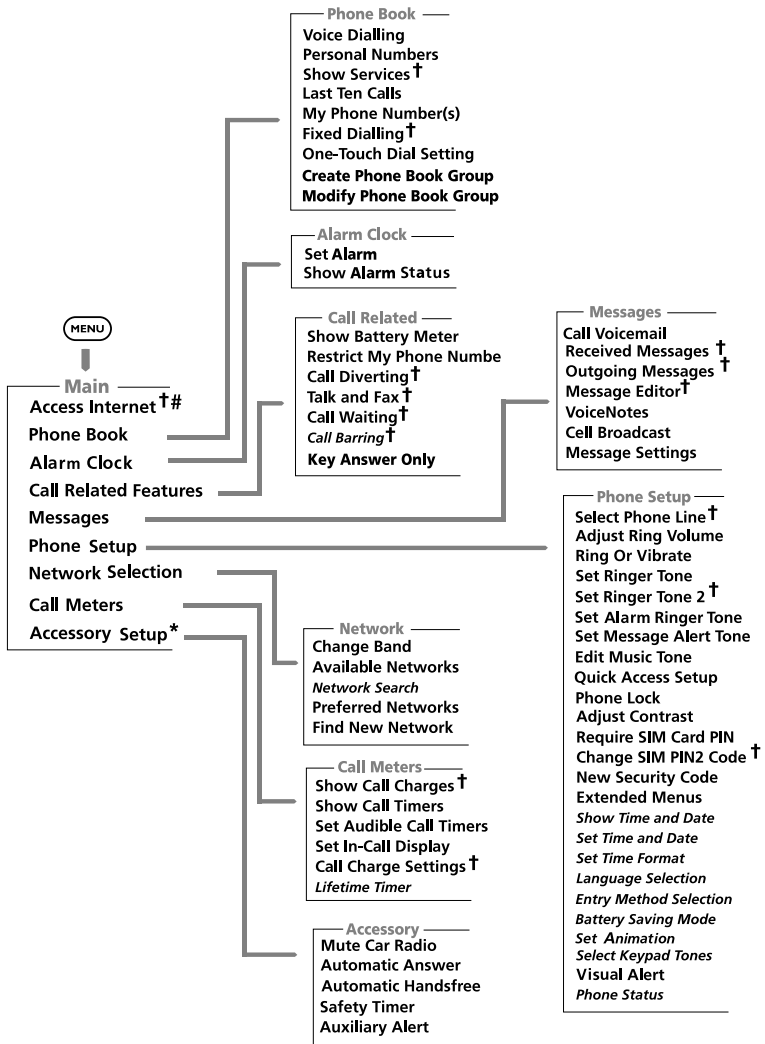 Phone Book
Voice Dialling
Personal Numbers
Show Services†
Last Ten Calls
My Phone Number(s)
Fixed Dialling†
One-Touch Dial Setting
Create Phone Book Group
Modify Phone Book Group
Alarm Clock
Set Alarm
Show Alarm Status
MENU
Main
Access Internet†#
Phone Book
Alarm Clock
Call Related Features
Messages
Phone Setup
Network Selection
Call Meters
Accessory Setup*
Call Related
Show Battery Meter
Restrict My Phone Numbe
Call Diverting†
Talk and Fax†
Call Waiting†
Call Barring†
Key Answer Only
Messages
Call Voicemail
Received Messages †
Outgoing Messages †
Message Editor†
VoiceNotes
Cell Broadcast
Message Settings
Phone Setup
Select Phone Line†
Adjust Ring Volume
Ring Or Vibrate
Set Ringer Tone
Set Ringer Tone 2†
Set Alarm Ringer Tone
Set Message Alert Tone
Edit Music Tone
Quick Access Setup
Phone Lock
Adjust Contrast
Require SIM Card PIN
Change SIM PIN2 Code †
New Security Code
Extended Menus
Show Time and Date
Set Time and Date
Set Time Format
Language Selection
Entry Method Selection
Battery Saving Mode
Set Animation
Select Keypad Tones
Visual Alert
Phone Status
Network
Change Band
Available Networks
Network Search
Preferred Networks
Find New Network
Call Meters
Show Call Charges†
Show Call Timers
Set Audible Call Timers
Set In-Call Display
Call Charge Settings†
Lifetime Timer
Accessory
Mute Car Radio
Automatic Answer
Automatic Handsfree
Safety Timer
Auxiliary Alert